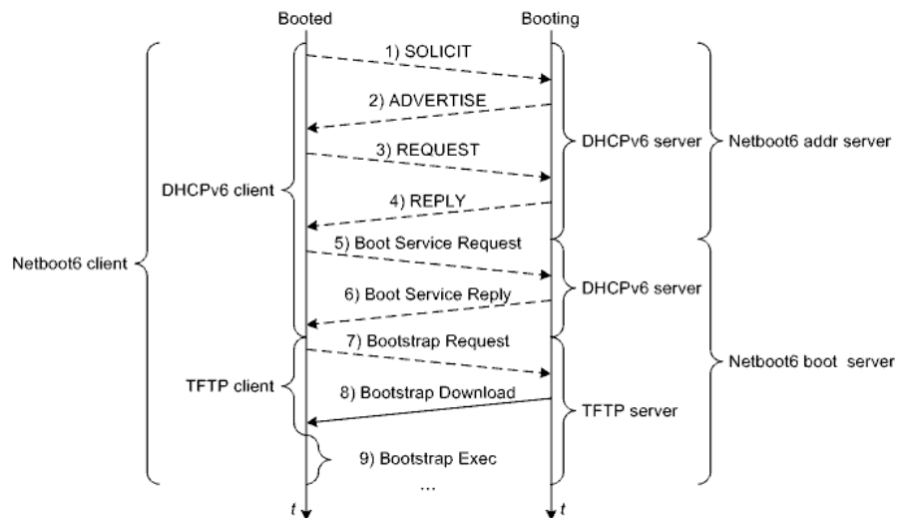 Booted
Booting
1) SOLICIT
2) ADVERTISE
3) REQUEST
4) REPLY
5) Boot Service Request
6) Boot Service Reply
7) Bootstrap Request
8) Bootstrap Download
9) Bootstrap Exec
...
t
t
Netboot6 client
DHCPv6 client
TFTP client
DHCPv6 server
DHCPv6 server
TFTP server
Netboot6 addr server
Netboot6 boot server